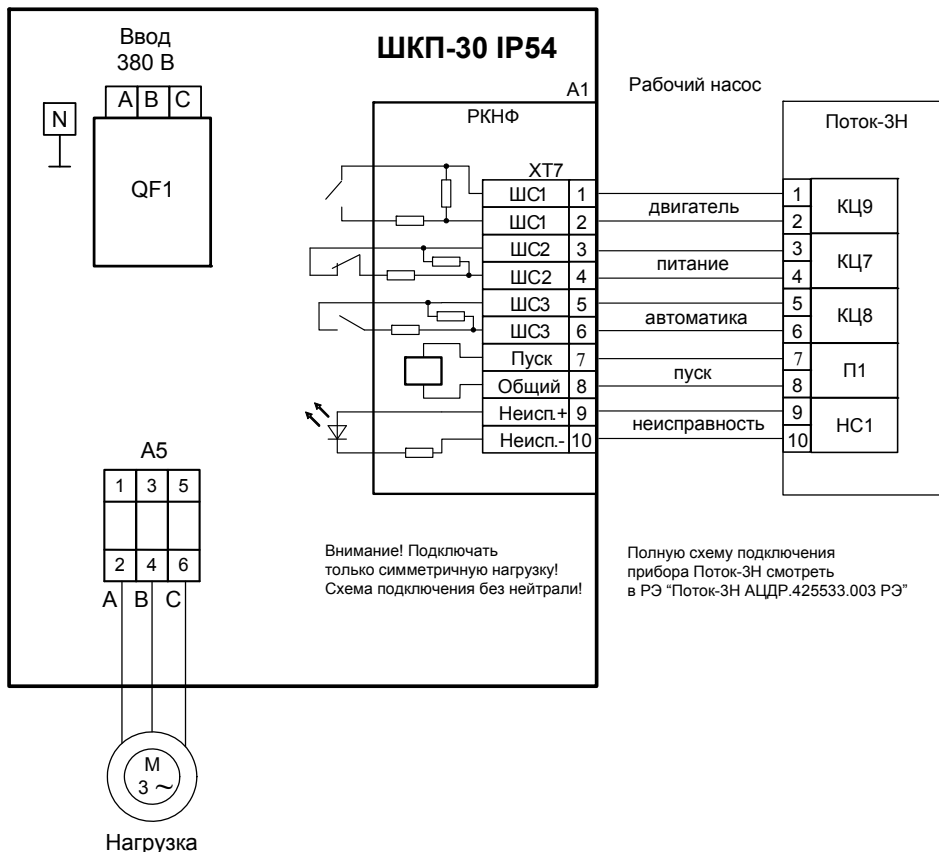 Ввод
380 В
ШКП-30 IP54
A B C
N
QF1
A1
РКНФ
XT7
ШС1 1
ШС1 2
ШС2 3
ШС2 4
ШС3 5
ШС3 6
Пуск 7
Общий 8
Неисп.+ 9
Неисп.- 10
Рабочий насос
двигатель
питание
автоматика
пуск
неисправность
Поток-3Н
1
2
КЦ9
3
4
КЦ7
5
6
КЦ8
7
8
П1
9
10
НС1
A5
1 3 5
2 4 6
A B C
Внимание! Подключать
только симметричную нагрузку!
Схема подключения без нейтрали!
Полную схему подключения
прибора Поток-3Н смотреть
в РЭ “Поток-3Н АЦДР.425533.003 РЭ”
М
3 ~
Нагрузка